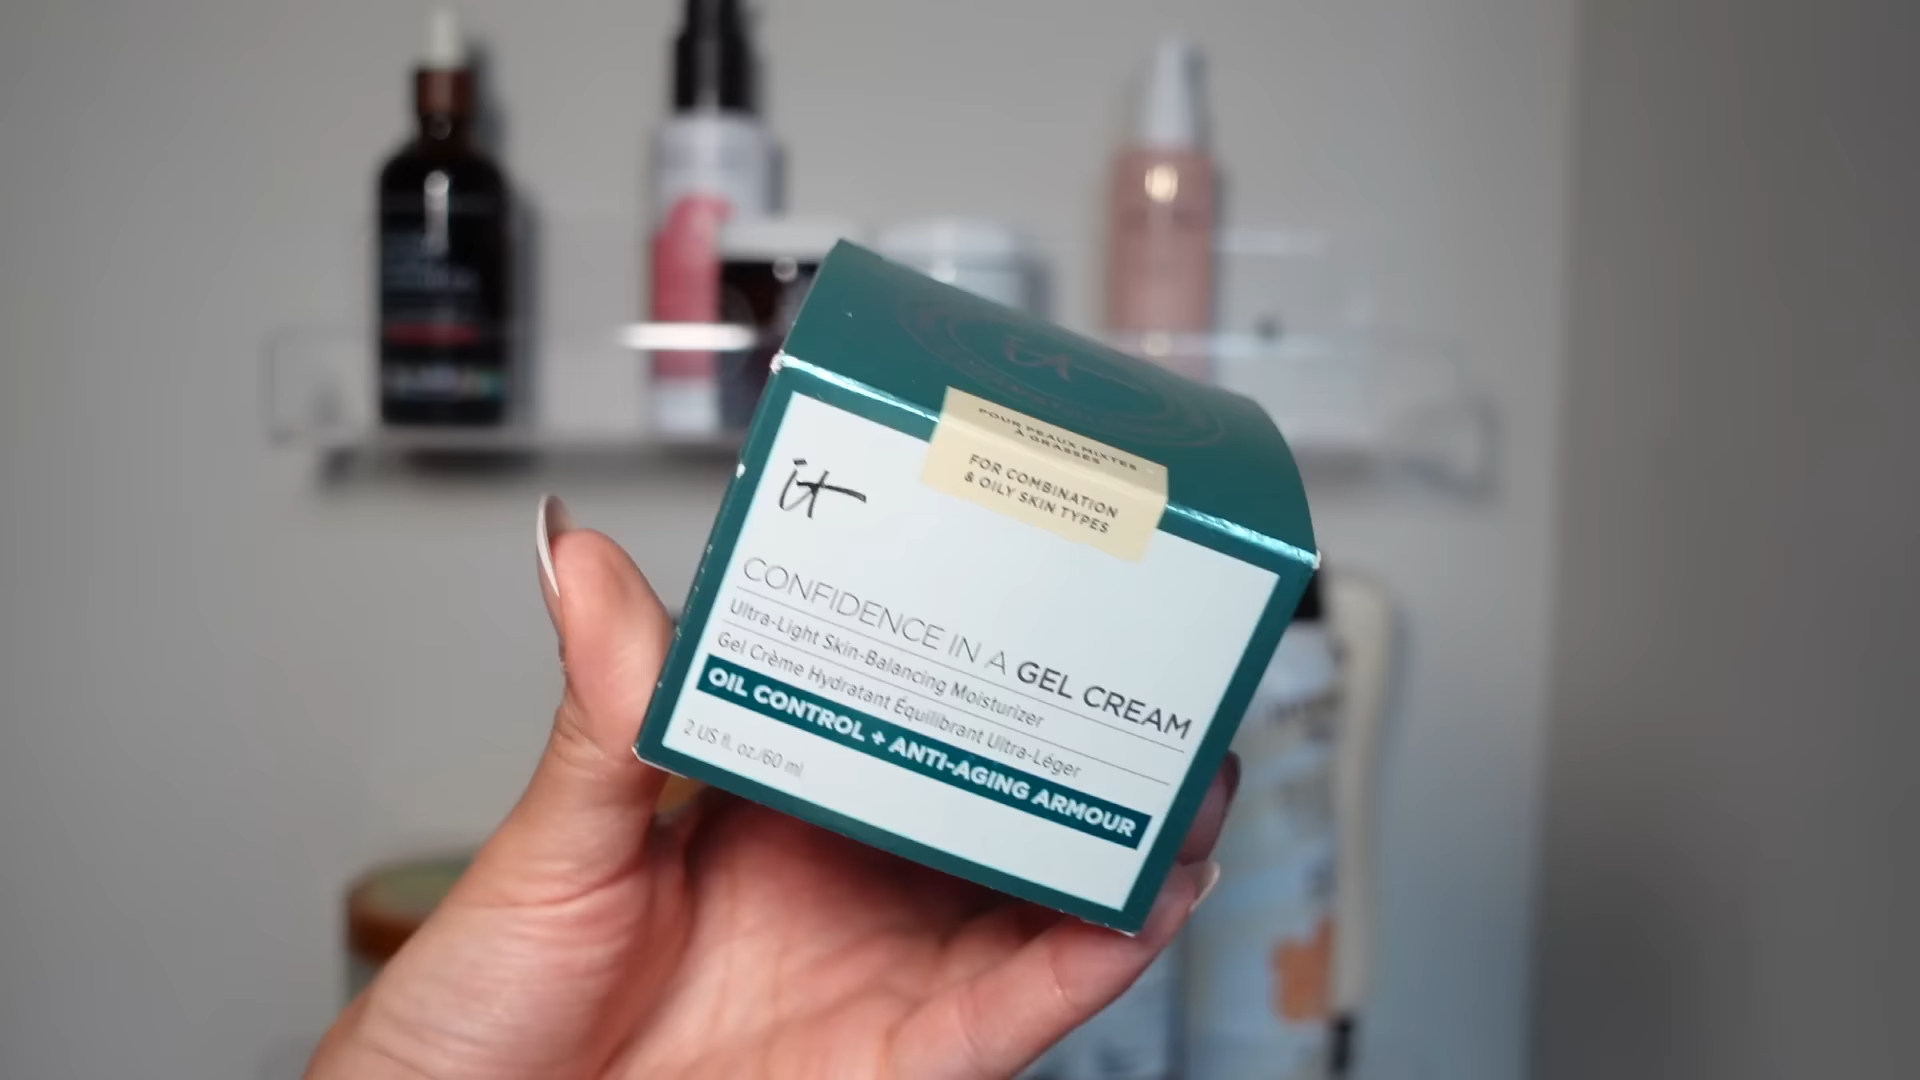 POUR PEAUX MIXTES
À GRASSES
FOR COMBINATION
& OILY SKIN TYPES
it
CONFIDENCE IN A GEL CREAM
Ultra-Light Skin-Balancing Moisturizer
Gel Crème Hydratant Équilibrant Ultra-Léger
OIL CONTROL + ANTI-AGING ARMOUR
2 US fl. oz./60 ml